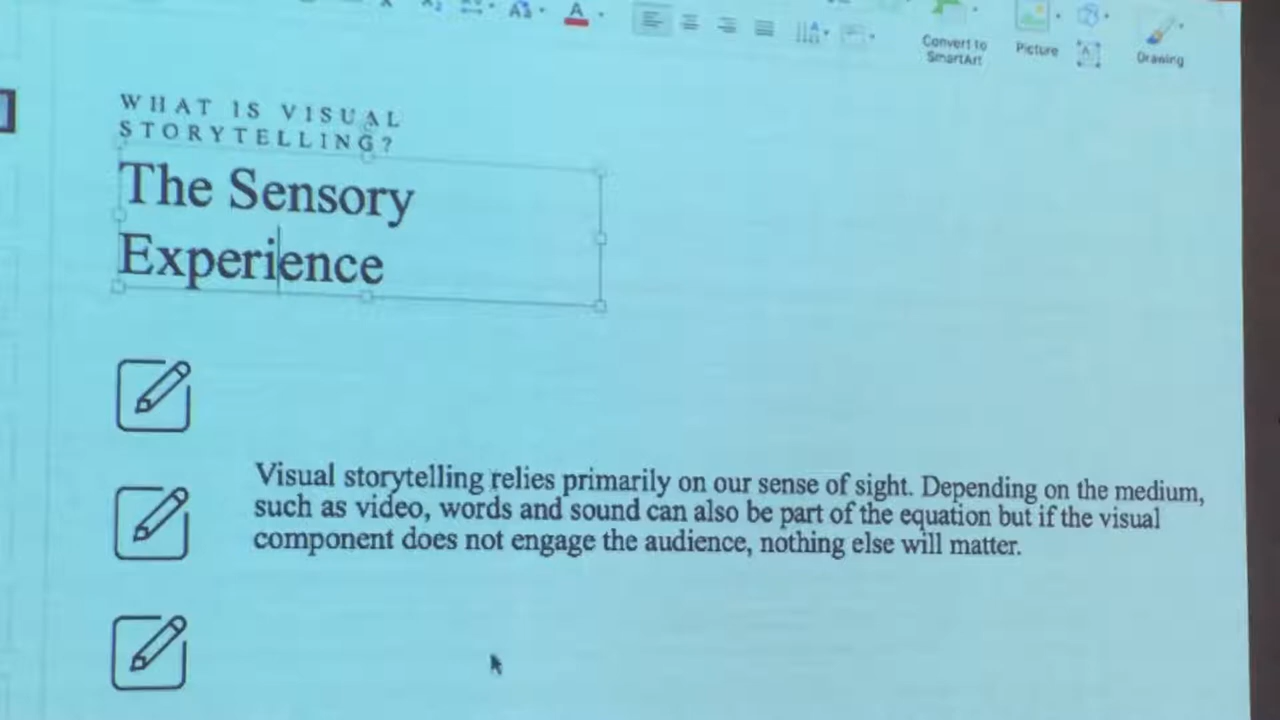 Convert to
SmartArt
Picture
Drawing
WHAT IS VISUAL
STORYTELLING?
The Sensory
Experience
Visual storytelling relies primarily on our sense of sight. Depending on the medium,
such as video, words and sound can also be part of the equation but if the visual
component does not engage the audience, nothing else will matter.